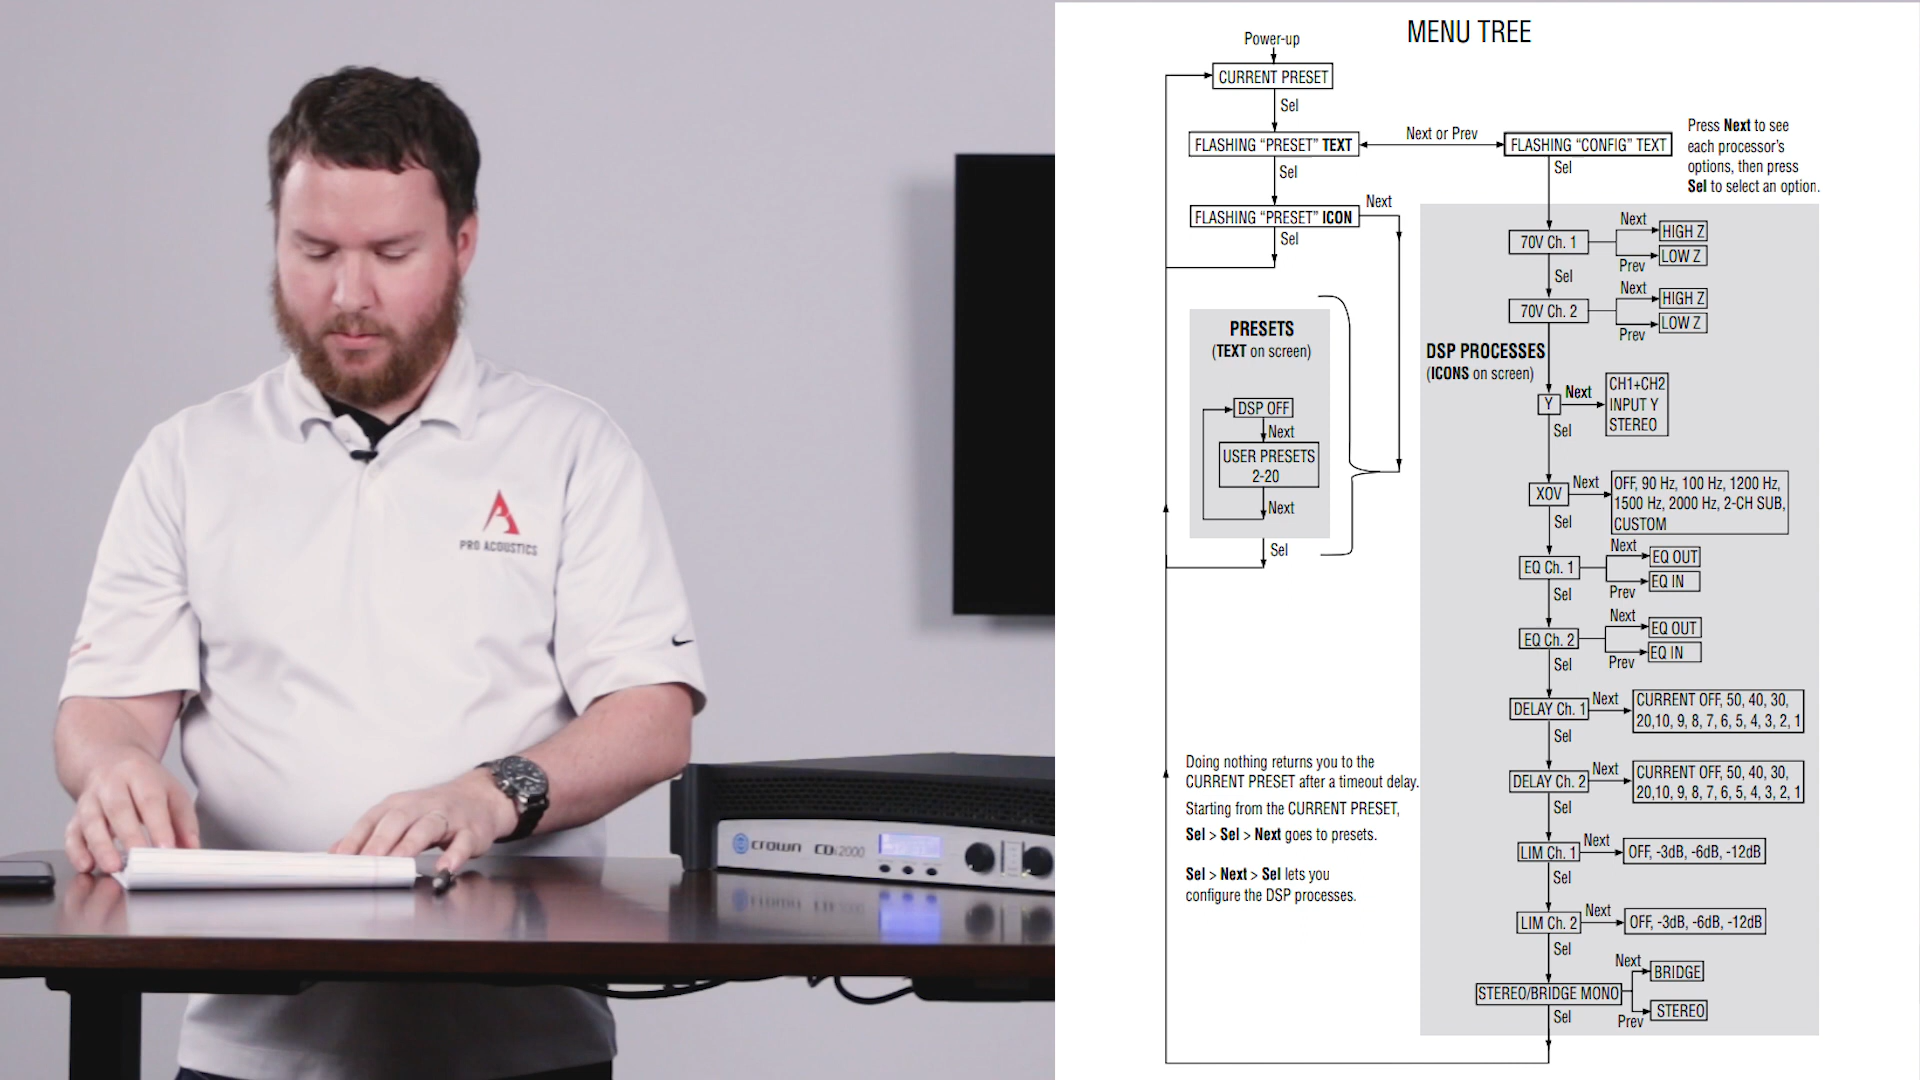 PRO ACOUSTICS
crown CDi2000
MENU TREE
Power-up
CURRENT PRESET
Sel
FLASHING “PRESET” TEXT
Next or Prev
FLASHING “CONFIG” TEXT
Press Next to see
each processor’s
options, then press
Sel to select an option.
Sel
FLASHING “PRESET” ICON
Next
Sel
PRESETS
(TEXT on screen)
DSP OFF
Next
USER PRESETS
2-20
Next
Sel
Doing nothing returns you to the
CURRENT PRESET after a timeout delay.
Starting from the CURRENT PRESET,
Sel > Sel > Next goes to presets.
Sel > Next > Sel lets you
configure the DSP processes.
Sel
70V Ch. 1
Next
HIGH Z
LOW Z
Prev
Sel
70V Ch. 2
Next
HIGH Z
LOW Z
Prev
DSP PROCESSES
(ICONS on screen)
Y
Next
CH1+CH2
INPUT Y
STEREO
Sel
XOV
Next
OFF, 90 Hz, 100 Hz, 1200 Hz,
1500 Hz, 2000 Hz, 2-CH SUB,
CUSTOM
Sel
EQ Ch. 1
Next
EQ OUT
EQ IN
Prev
Sel
EQ Ch. 2
Next
EQ OUT
EQ IN
Prev
Sel
DELAY Ch. 1
Next
CURRENT OFF, 50, 40, 30,
20,10, 9, 8, 7, 6, 5, 4, 3, 2, 1
Sel
DELAY Ch. 2
Next
CURRENT OFF, 50, 40, 30,
20,10, 9, 8, 7, 6, 5, 4, 3, 2, 1
Sel
LIM Ch. 1
Next
OFF, -3dB, -6dB, -12dB
Sel
LIM Ch. 2
Next
OFF, -3dB, -6dB, -12dB
Sel
STEREO/BRIDGE MONO
Next
BRIDGE
STEREO
Prev
Sel